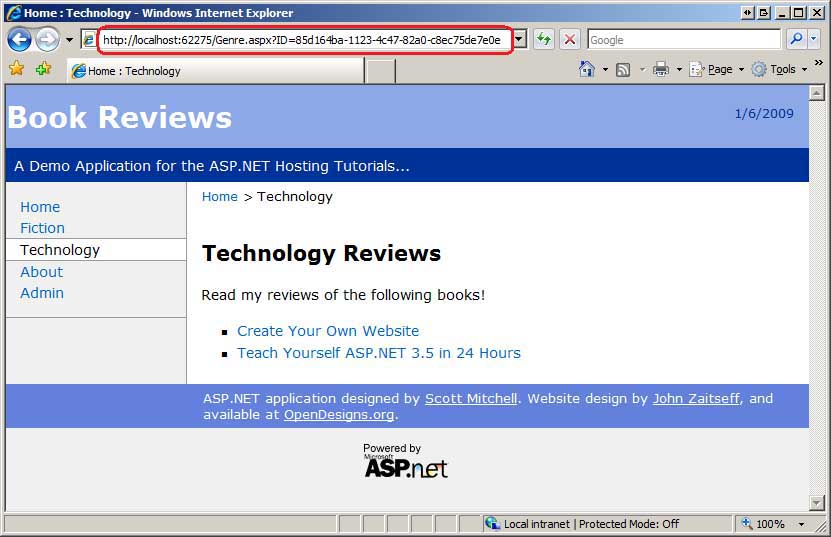 Home : Technology - Windows Internet Explorer
http://localhost:62275/Genre.aspx?ID=85d164ba-1123-4c47-82a0-c8ec75de7e0e
Google
Home : Technology
Page
Tools
Book Reviews
1/6/2009
A Demo Application for the ASP.NET Hosting Tutorials...
Home
Fiction
Technology
About
Admin
Home > Technology
Technology Reviews
Read my reviews of the following books!
Create Your Own Website
Teach Yourself ASP.NET 3.5 in 24 Hours
ASP.NET application designed by Scott Mitchell. Website design by John Zaitseff, and
available at OpenDesigns.org.
Powered by
Microsoft
ASP.net
Local intranet | Protected Mode: Off
100%